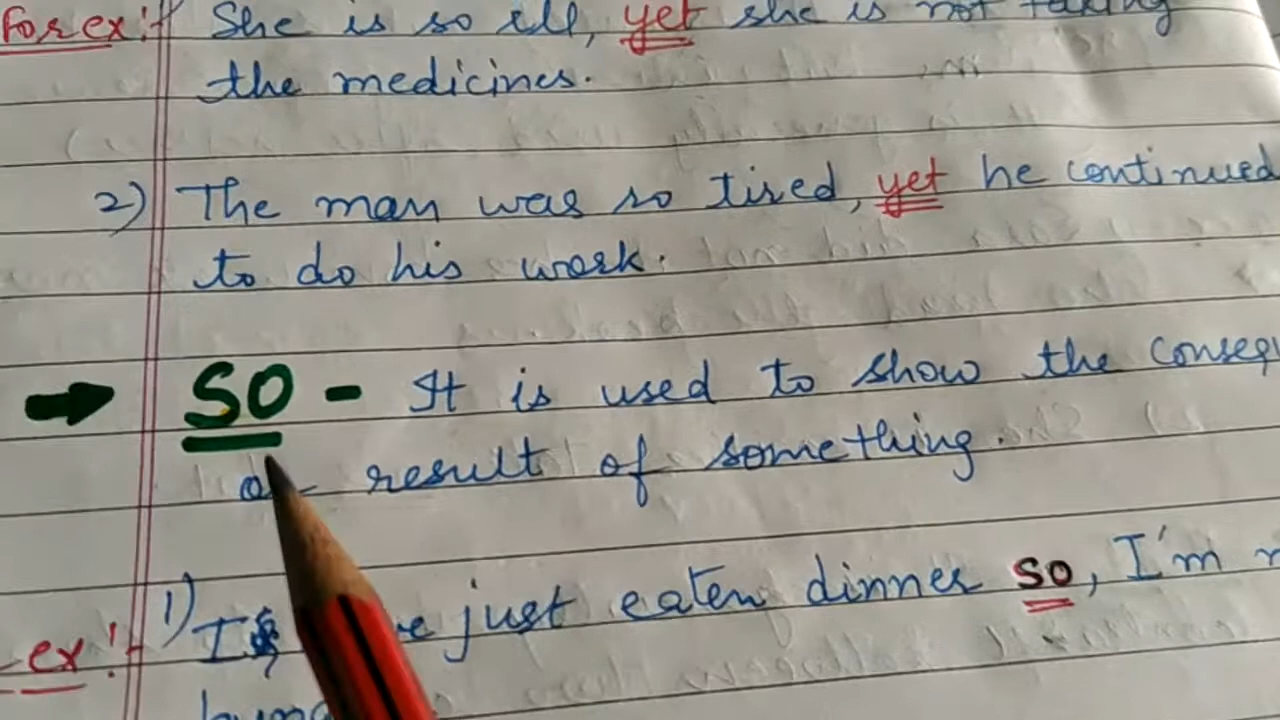 For ex:- She is so ill, yet she is not taking
the medicines.
2) The man was so tired, yet he continued
to do his work.
SO - It is used to show the
result of something.
ex:- 1) I just eaten dinner so, I'm